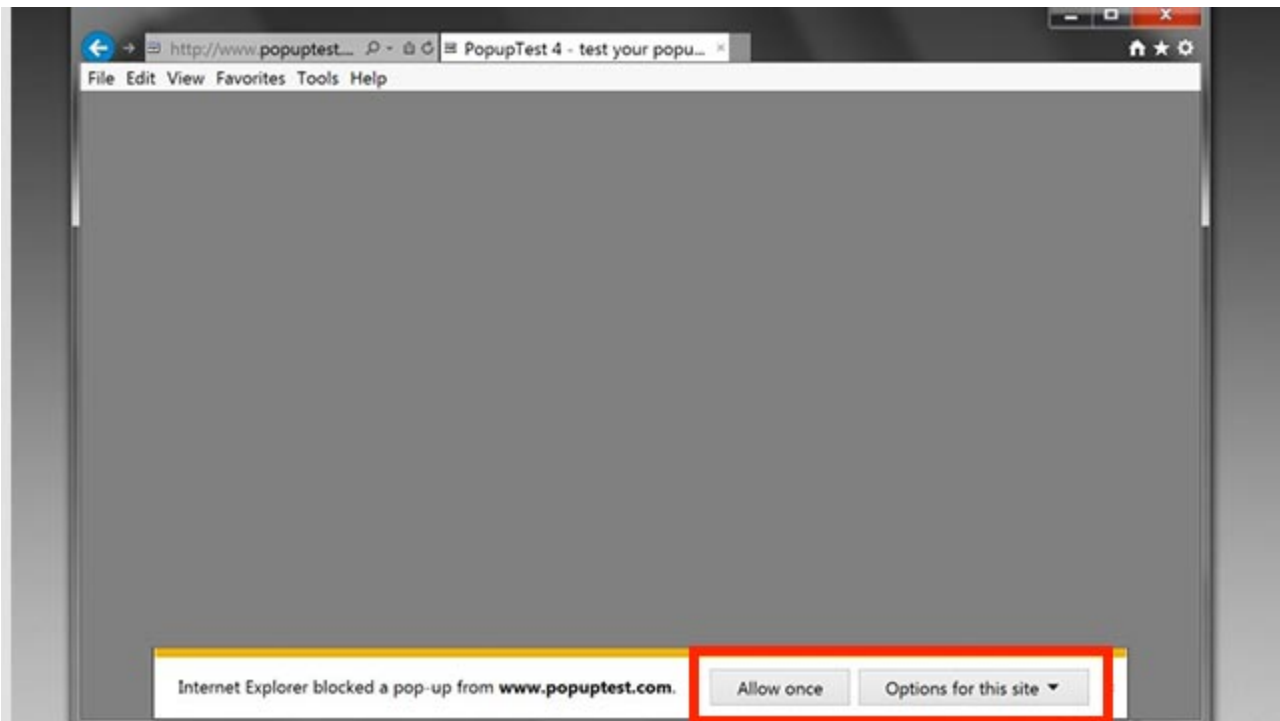 http://www.popuptest... PopupTest 4 - test your popu...
File Edit View Favorites Tools Help
Internet Explorer blocked a pop-up from www.popuptest.com. Allow once Options for this site